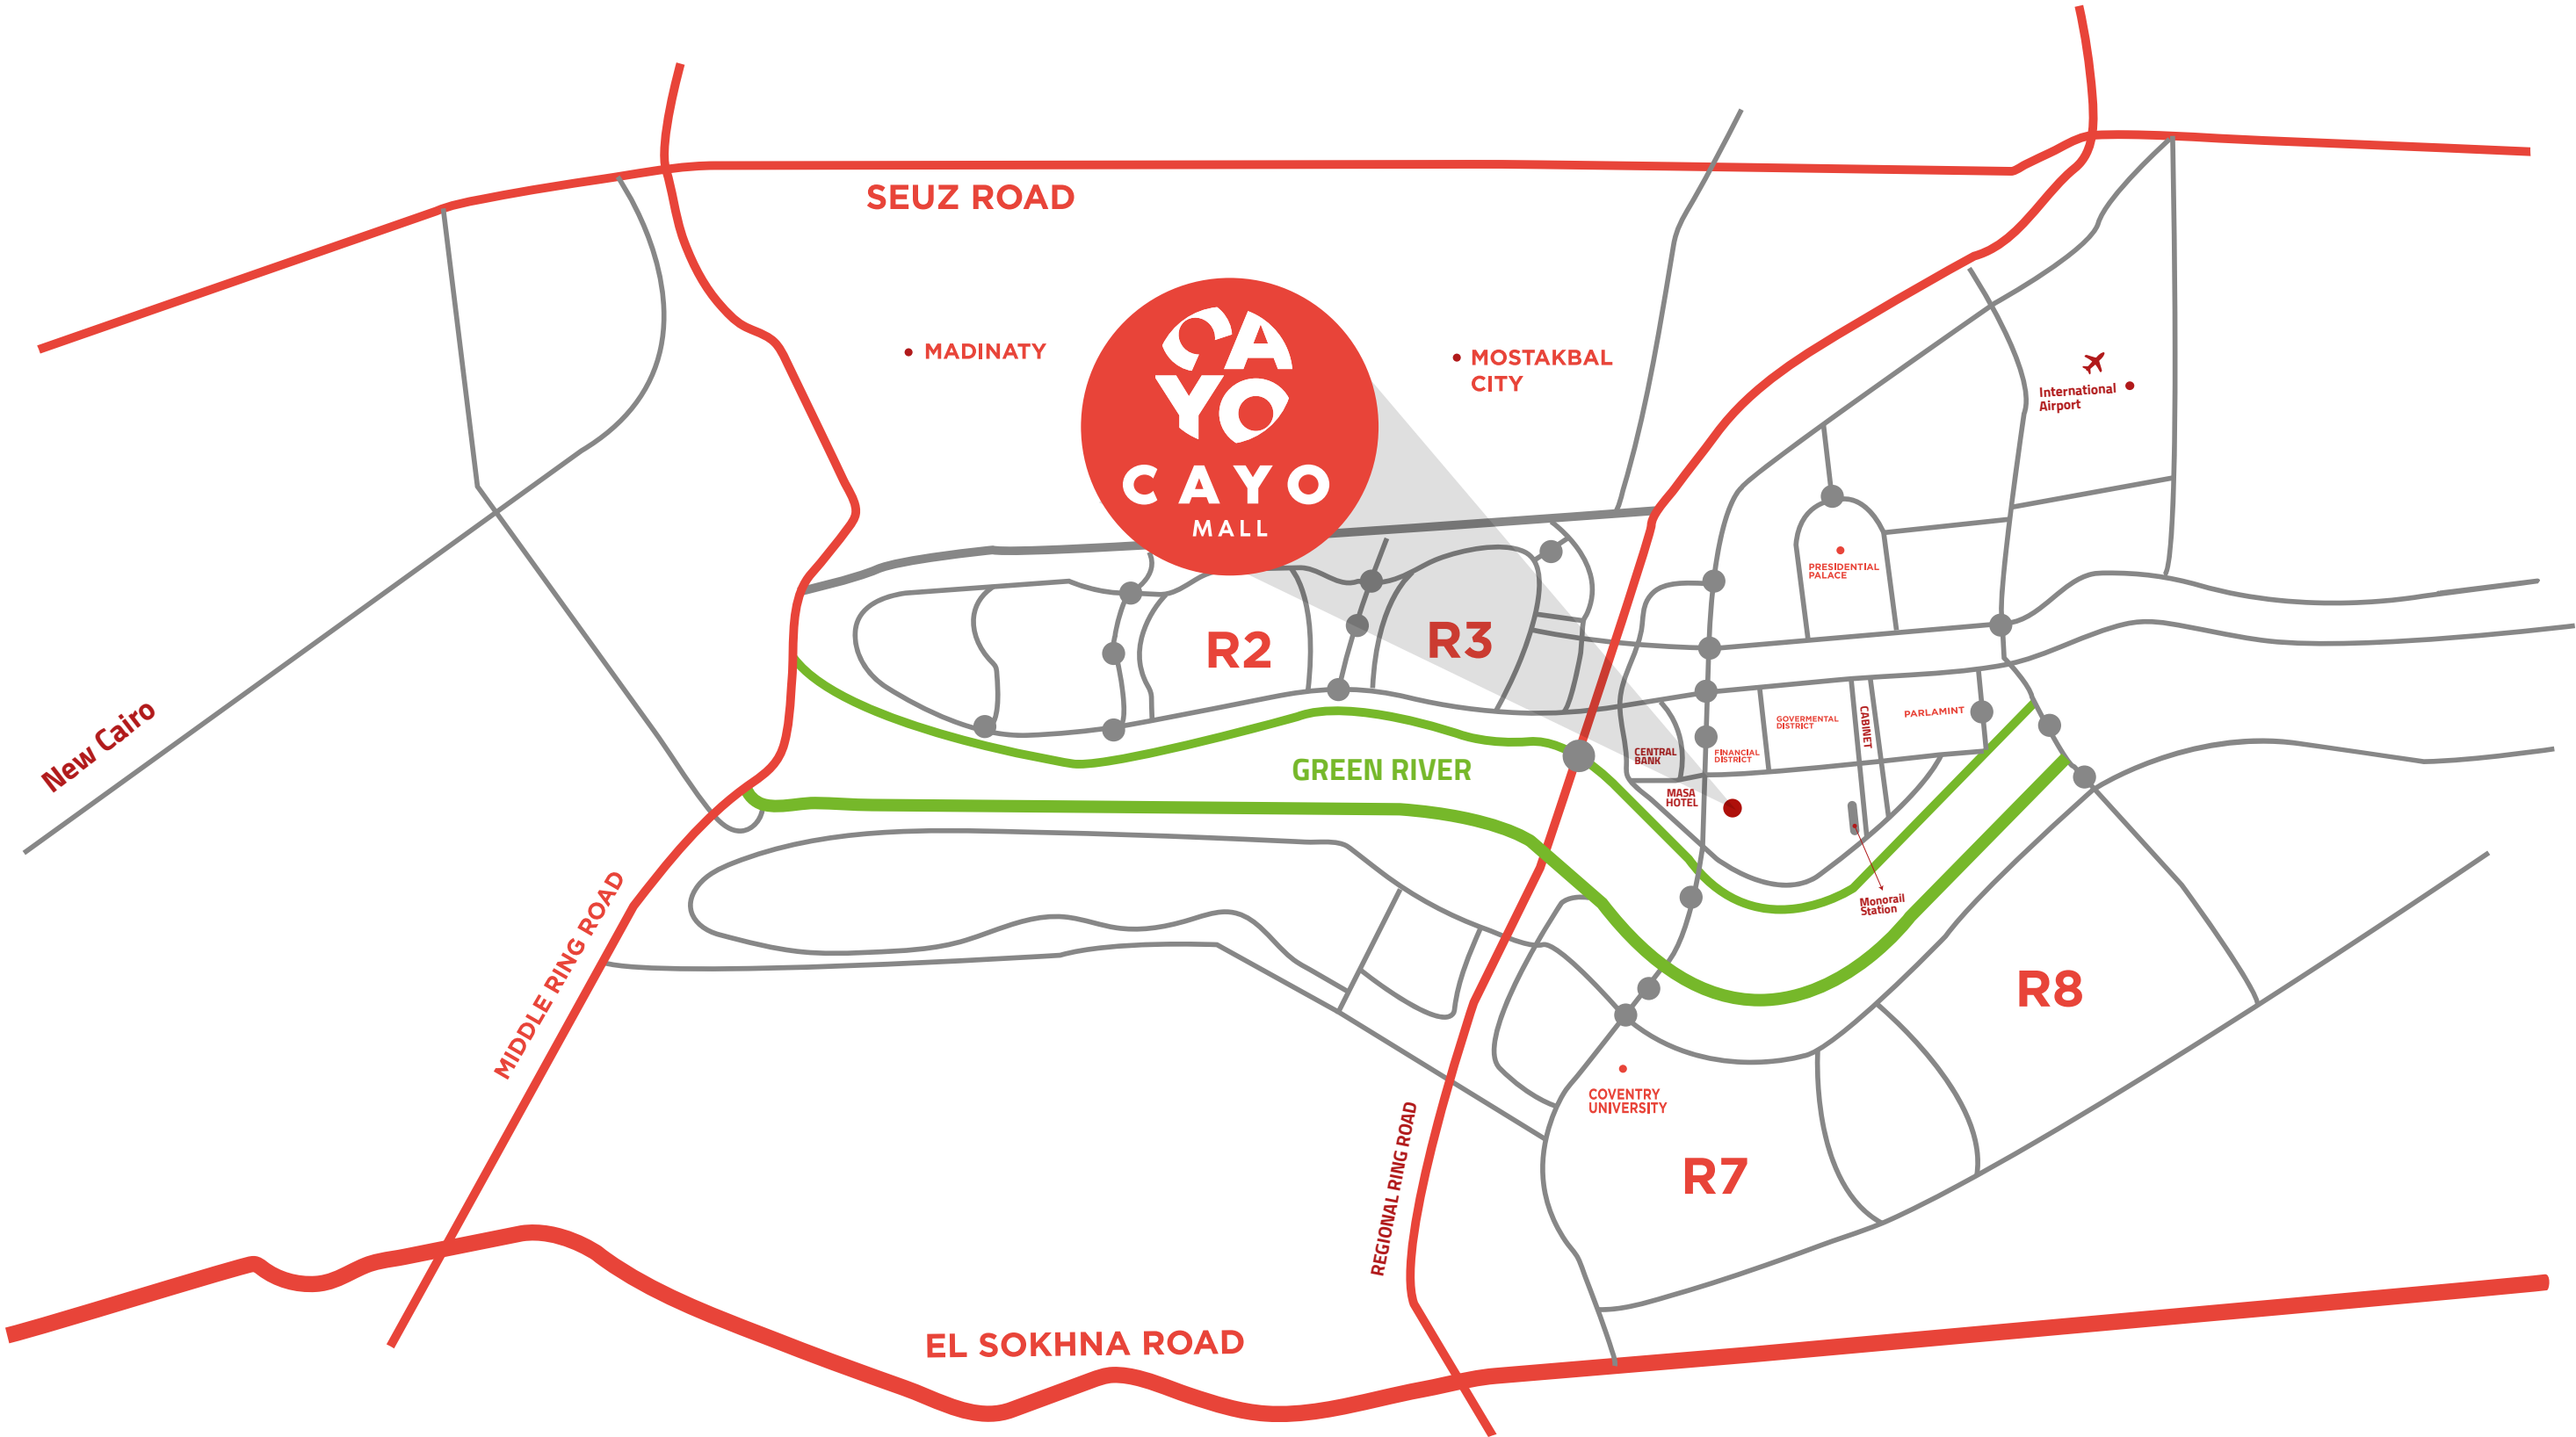 SEUZ ROAD
MADINATY
CA
YO
CAYO
MALL
MOSTAKBAL
CITY
International
Airport
PRESIDENTIAL
PALACE
R2
R3
New Cairo
GREEN RIVER
CENTRAL
BANK
FINANCIAL
DISTRICT
GOVERMENTAL
DISTRICT
CABINET
PARLAMINT
MASA
HOTEL
Monorail
Station
MIDDLE RING ROAD
R8
COVENTRY
UNIVERSITY
REGIONAL RING ROAD
R7
EL SOKHNA ROAD